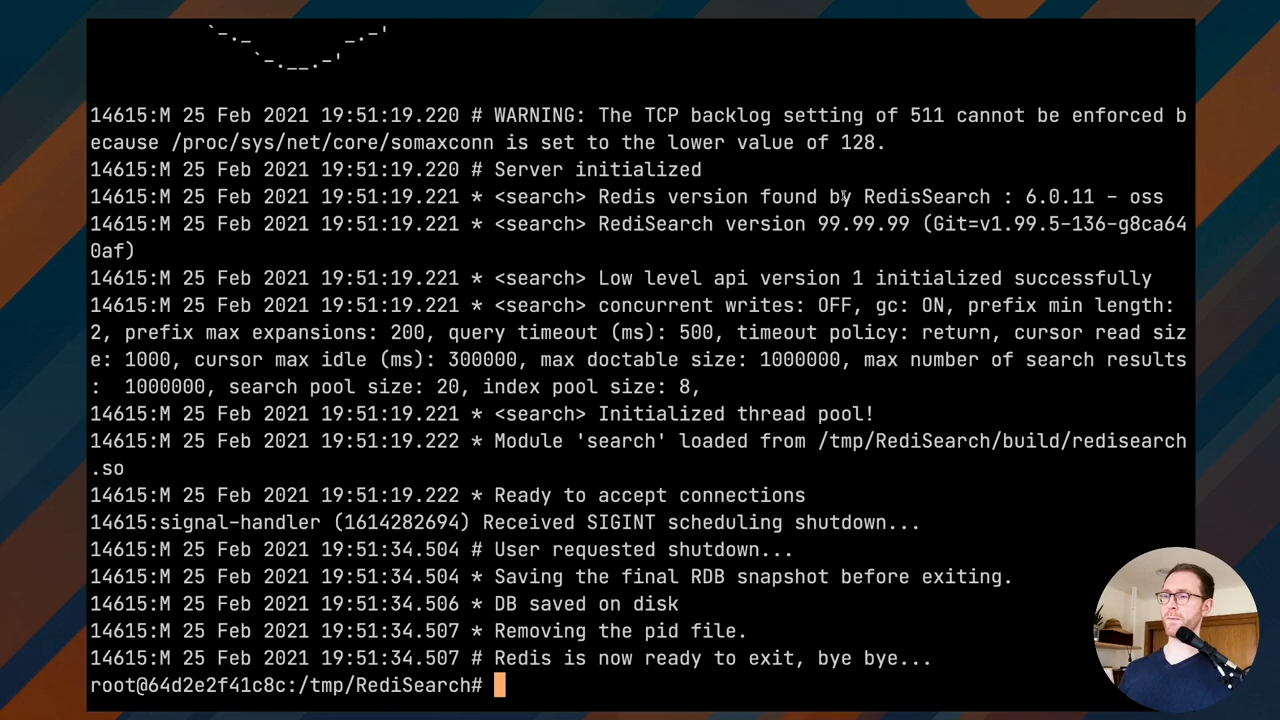 `-._        _.-'
`-.__.-'
14615:M 25 Feb 2021 19:51:19.220 # WARNING: The TCP backlog setting of 511 cannot be enforced b
ecause /proc/sys/net/core/somaxconn is set to the lower value of 128.
14615:M 25 Feb 2021 19:51:19.220 # Server initialized
14615:M 25 Feb 2021 19:51:19.221 * <search> Redis version found by RedisSearch : 6.0.11 - oss
14615:M 25 Feb 2021 19:51:19.221 * <search> RediSearch version 99.99.99 (Git=v1.99.5-136-g8ca64
0af)
14615:M 25 Feb 2021 19:51:19.221 * <search> Low level api version 1 initialized successfully
14615:M 25 Feb 2021 19:51:19.221 * <search> concurrent writes: OFF, gc: ON, prefix min length:
2, prefix max expansions: 200, query timeout (ms): 500, timeout policy: return, cursor read siz
e: 1000, cursor max idle (ms): 300000, max doctable size: 1000000, max number of search results
:  1000000, search pool size: 20, index pool size: 8,
14615:M 25 Feb 2021 19:51:19.221 * <search> Initialized thread pool!
14615:M 25 Feb 2021 19:51:19.222 * Module 'search' loaded from /tmp/RediSearch/build/redisearch
.so
14615:M 25 Feb 2021 19:51:19.222 * Ready to accept connections
14615:signal-handler (1614282694) Received SIGINT scheduling shutdown...
14615:M 25 Feb 2021 19:51:34.504 # User requested shutdown...
14615:M 25 Feb 2021 19:51:34.504 * Saving the final RDB snapshot before exiting.
14615:M 25 Feb 2021 19:51:34.506 * DB saved on disk
14615:M 25 Feb 2021 19:51:34.507 * Removing the pid file.
14615:M 25 Feb 2021 19:51:34.507 # Redis is now ready to exit, bye bye...
root@64d2e2f41c8c:/tmp/RediSearch#